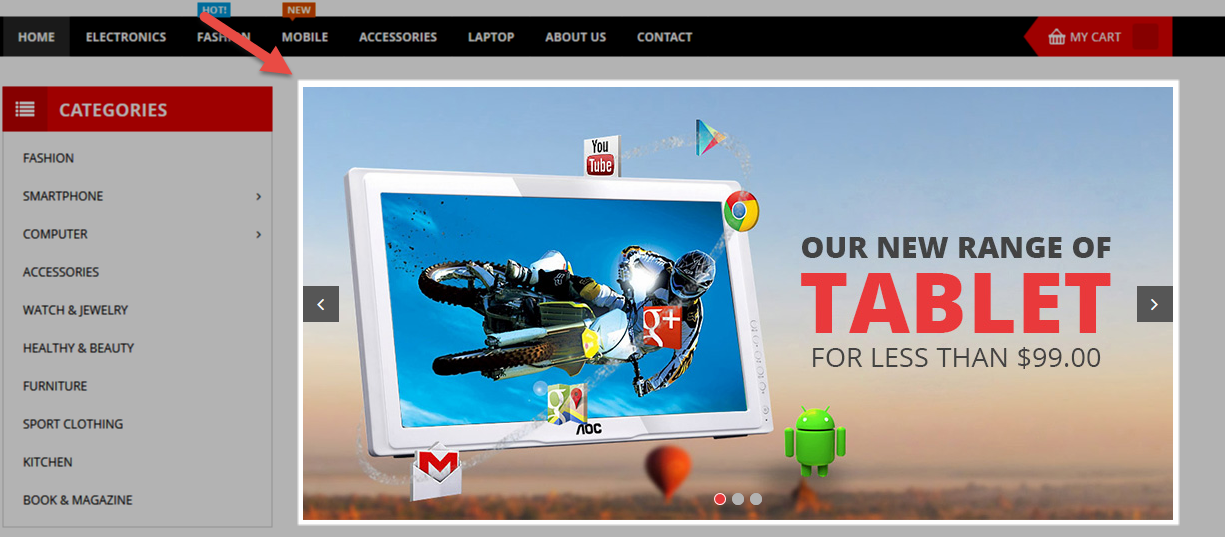 HOT!
NEW
HOME
ELECTRONICS
FASHION
MOBILE
ACCESSORIES
LAPTOP
ABOUT US
CONTACT
MY CART
CATEGORIES
FASHION
SMARTPHONE
COMPUTER
ACCESSORIES
WATCH & JEWELRY
HEALTHY & BEAUTY
FURNITURE
SPORT CLOTHING
KITCHEN
BOOK & MAGAZINE
You
Tube
g+
g
AOC
M
OUR NEW RANGE OF
TABLET
FOR LESS THAN $99.00